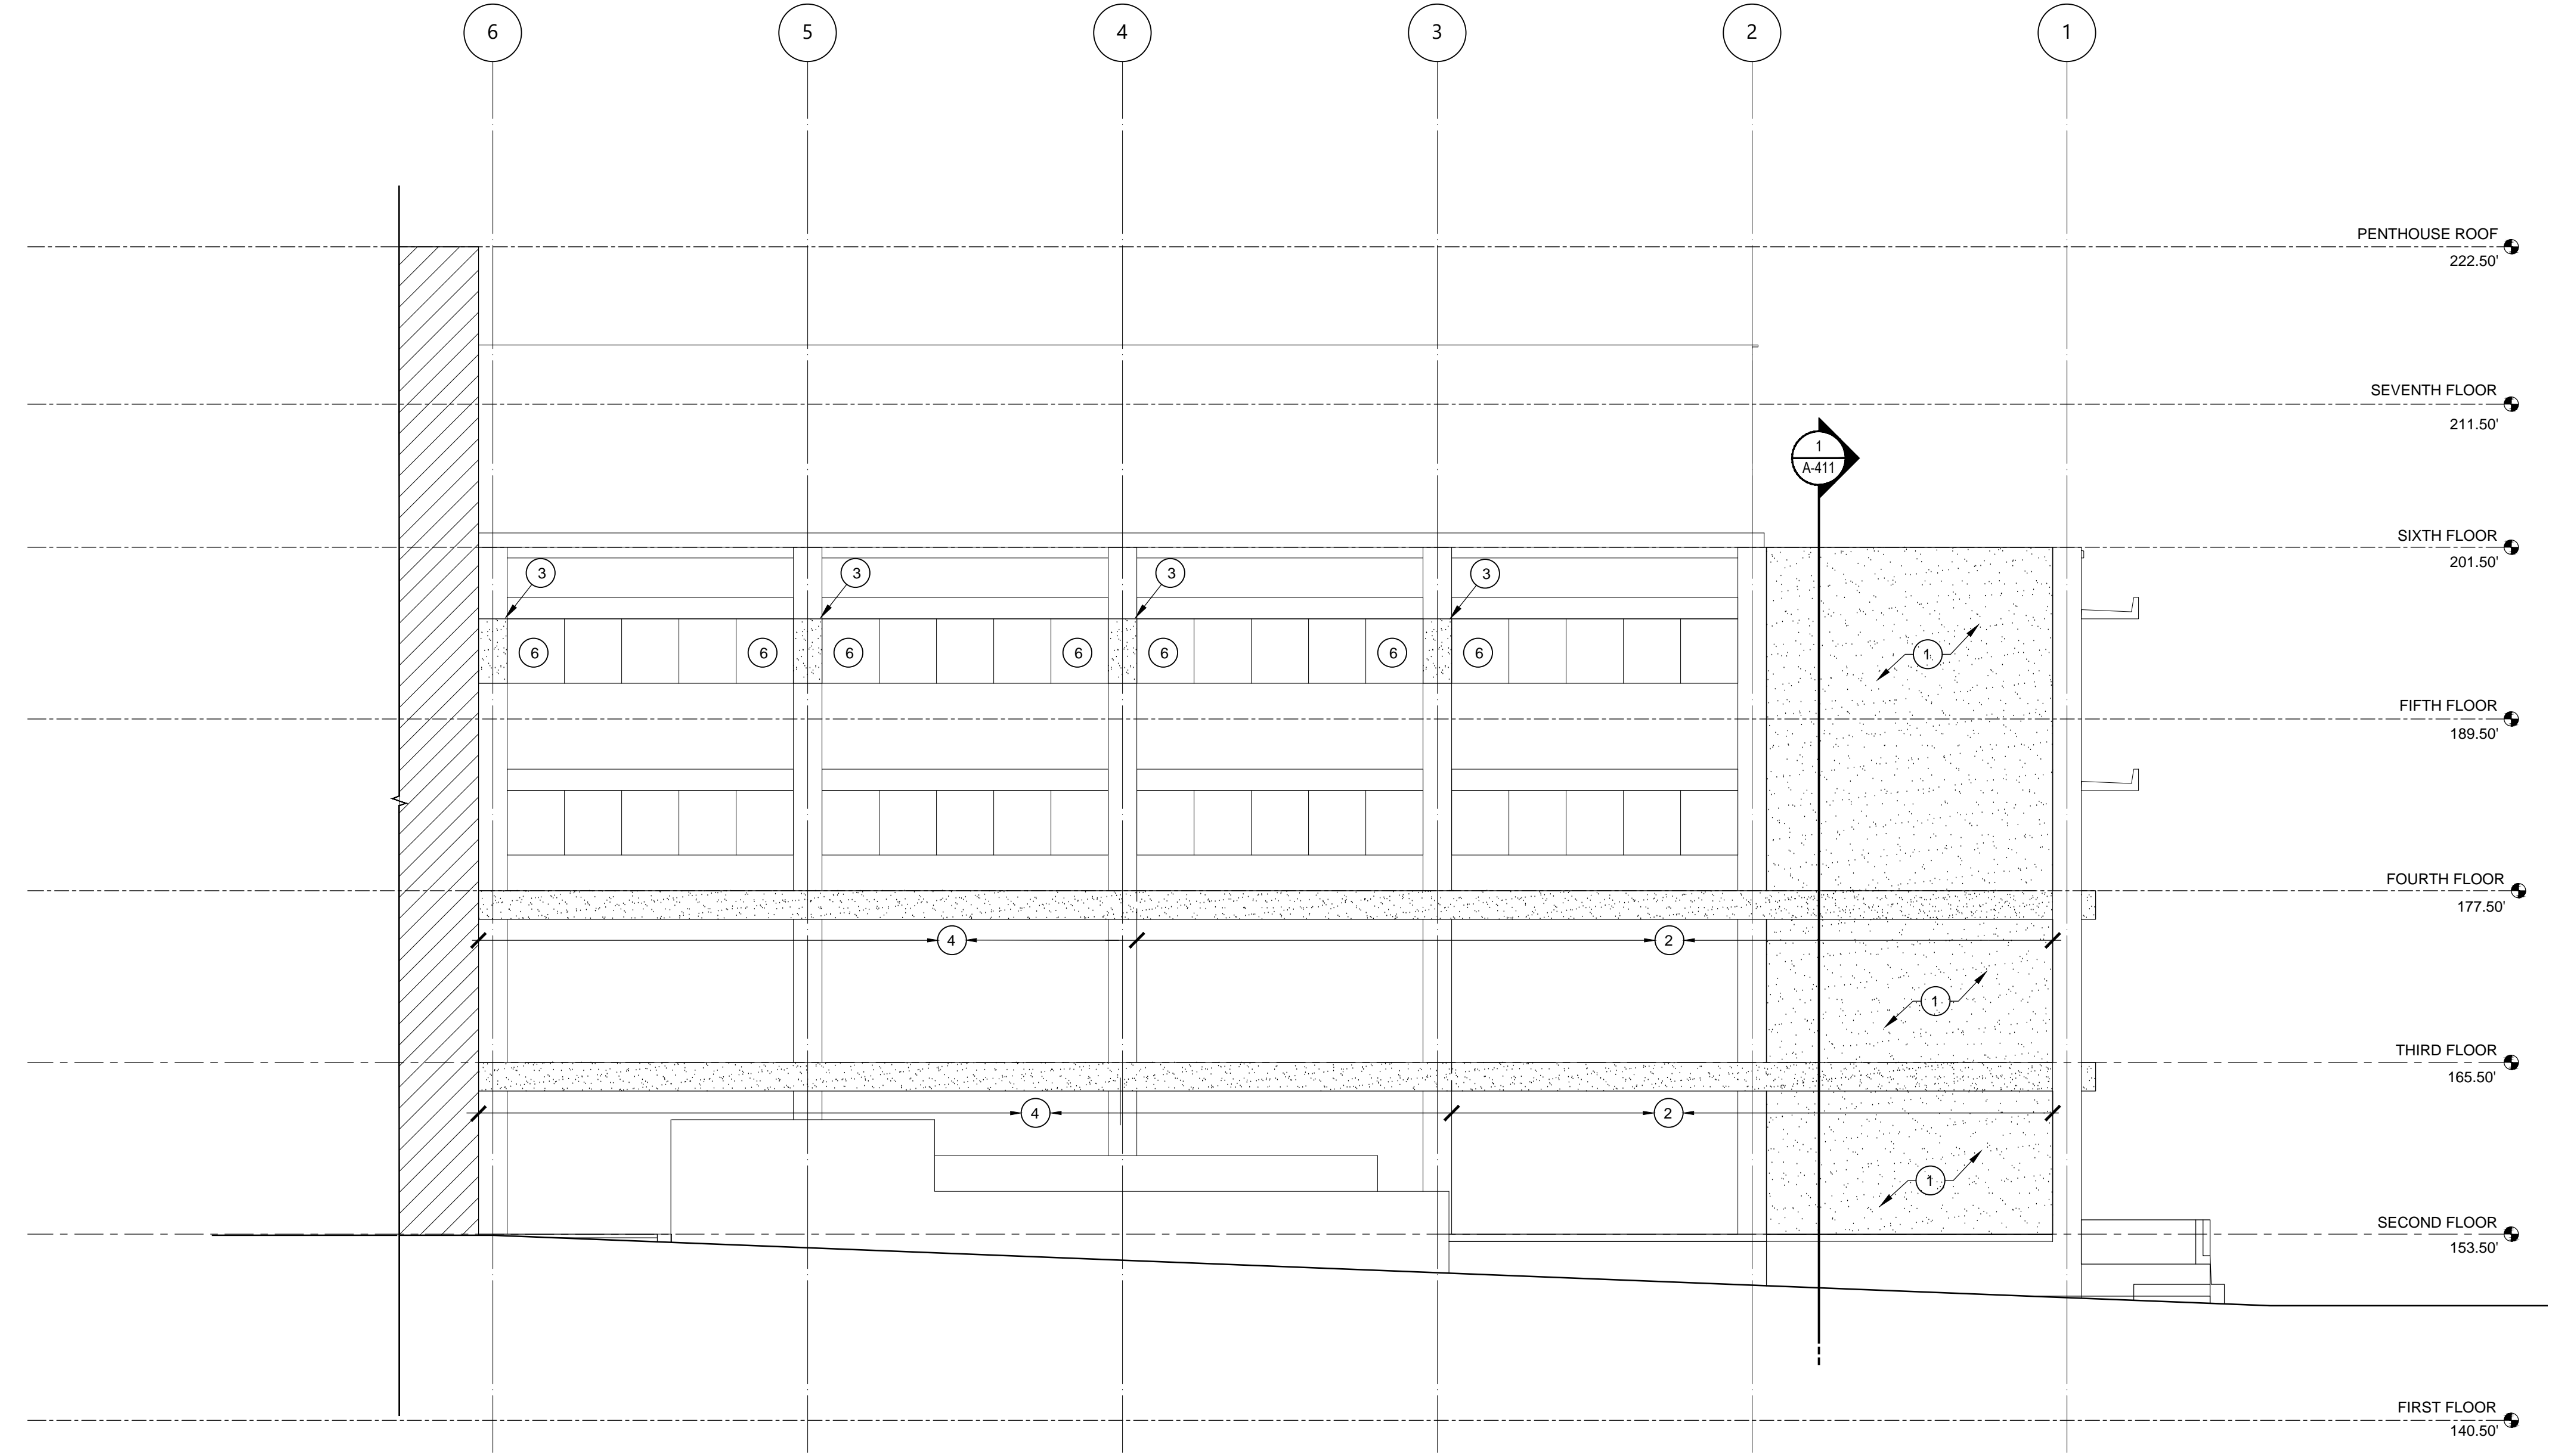 6 5 4 3 2 1
PENTHOUSE ROOF
222.50'
SEVENTH FLOOR
211.50'
1
A-411
SIXTH FLOOR
201.50'
3 3 3 3
6 6 6 6 6 6 6 1
FIFTH FLOOR
189.50'
FOURTH FLOOR
177.50'
4 2
1
THIRD FLOOR
165.50'
4 2
1
SECOND FLOOR
153.50'
FIRST FLOOR
140.50'